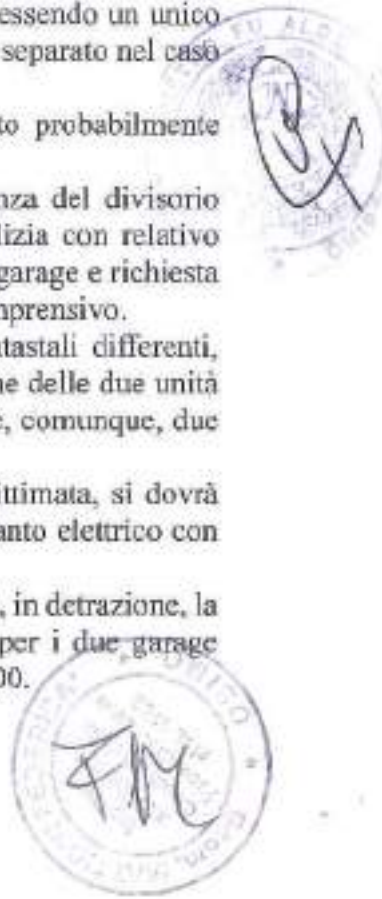 essendo un unico
separato nel caso
to probabilmente
nza del divisorio
lizia con relativo
garage e richiesta
nprensivo.
tastali differenti,
ne delle due unità
e, comunque, due
ttimata, si dovrà
anto elettrico con
, in detrazione, la
per i due garage
00.